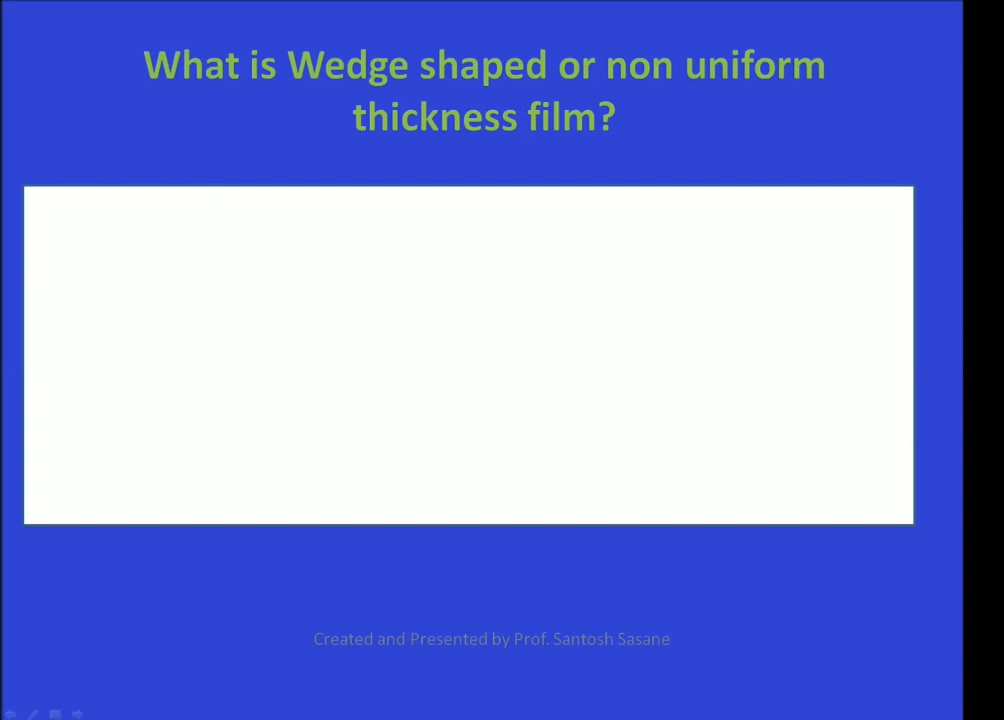 What is Wedge shaped or non uniform
thickness film?
Created and Presented by Prof. Santosh Sasane